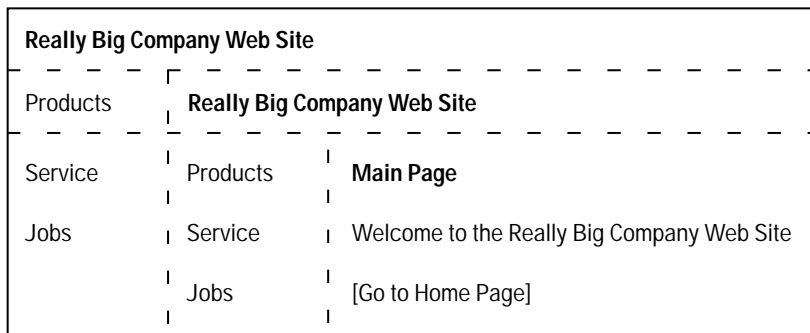 Really Big Company Web Site
Products Really Big Company Web Site
Service Products Main Page
Jobs Service Welcome to the Really Big Company Web Site
Jobs [Go to Home Page]